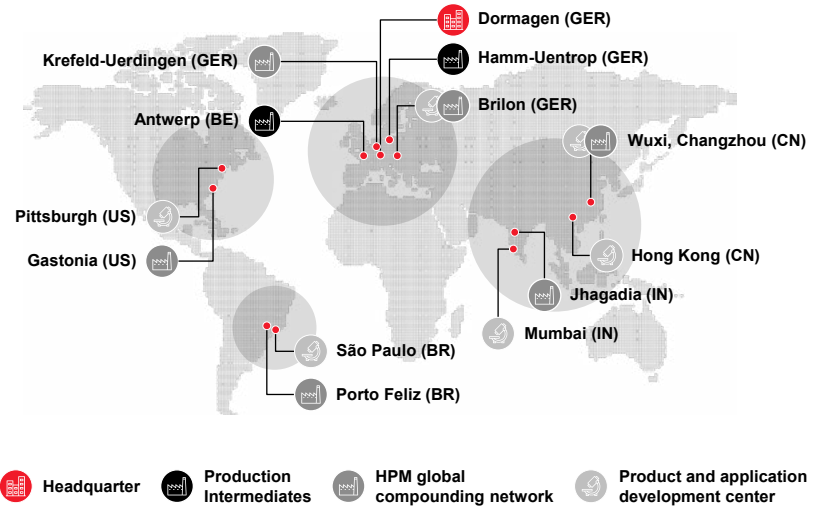 Dormagen (GER)
Krefeld-Uerdingen (GER)
Hamm-Uentrop (GER)
Brilon (GER)
Antwerp (BE)
Wuxi, Changzhou (CN)
Pittsburgh (US)
Gastonia (US)
Hong Kong (CN)
Jhagadia (IN)
Mumbai (IN)
São Paulo (BR)
Porto Feliz (BR)
Headquarter
Production
Intermediates
HPM global
compounding network
Product and application
development center